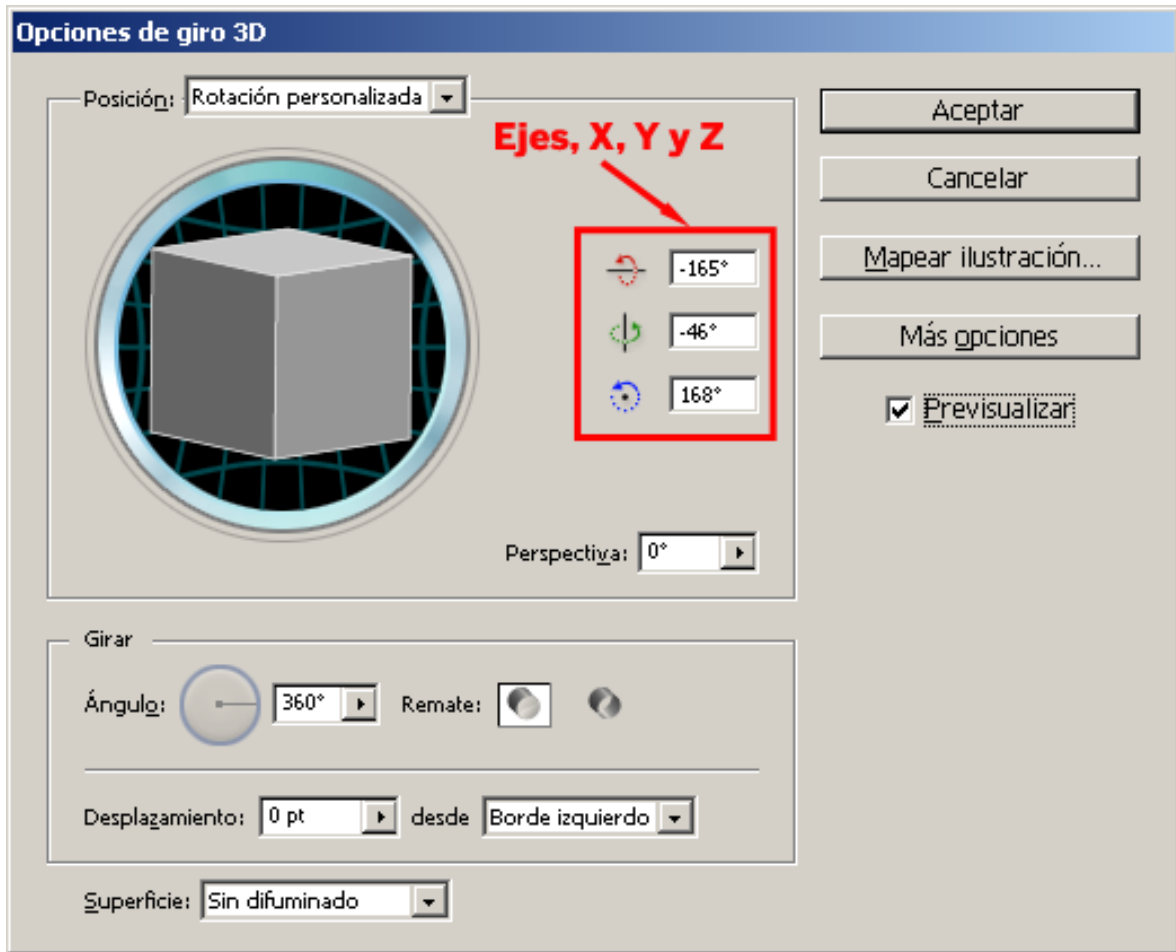 Opciones de giro 3D
Posición: Rotación personalizada
Ejes, X, Y y Z
-165°
-46°
168°
Perspectiva: 0°
Aceptar
Cancelar
Mapear ilustración...
Más opciones
Previsualizar
Girar
Ángulo: 360° Remate:
Desplazamiento: 0 pt desde Borde izquierdo
Superficie: Sin difuminado